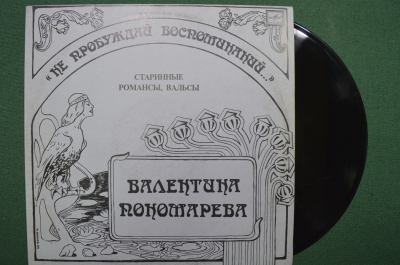 «НЕ ПРОБУЖДАЙ ВОСПОМИНАНИЙ...»
СТАРИННЫЕ
РОМАНСЫ, ВАЛЬСЫ
ВАЛЕНТИНА
ПОНОМАРЕВА